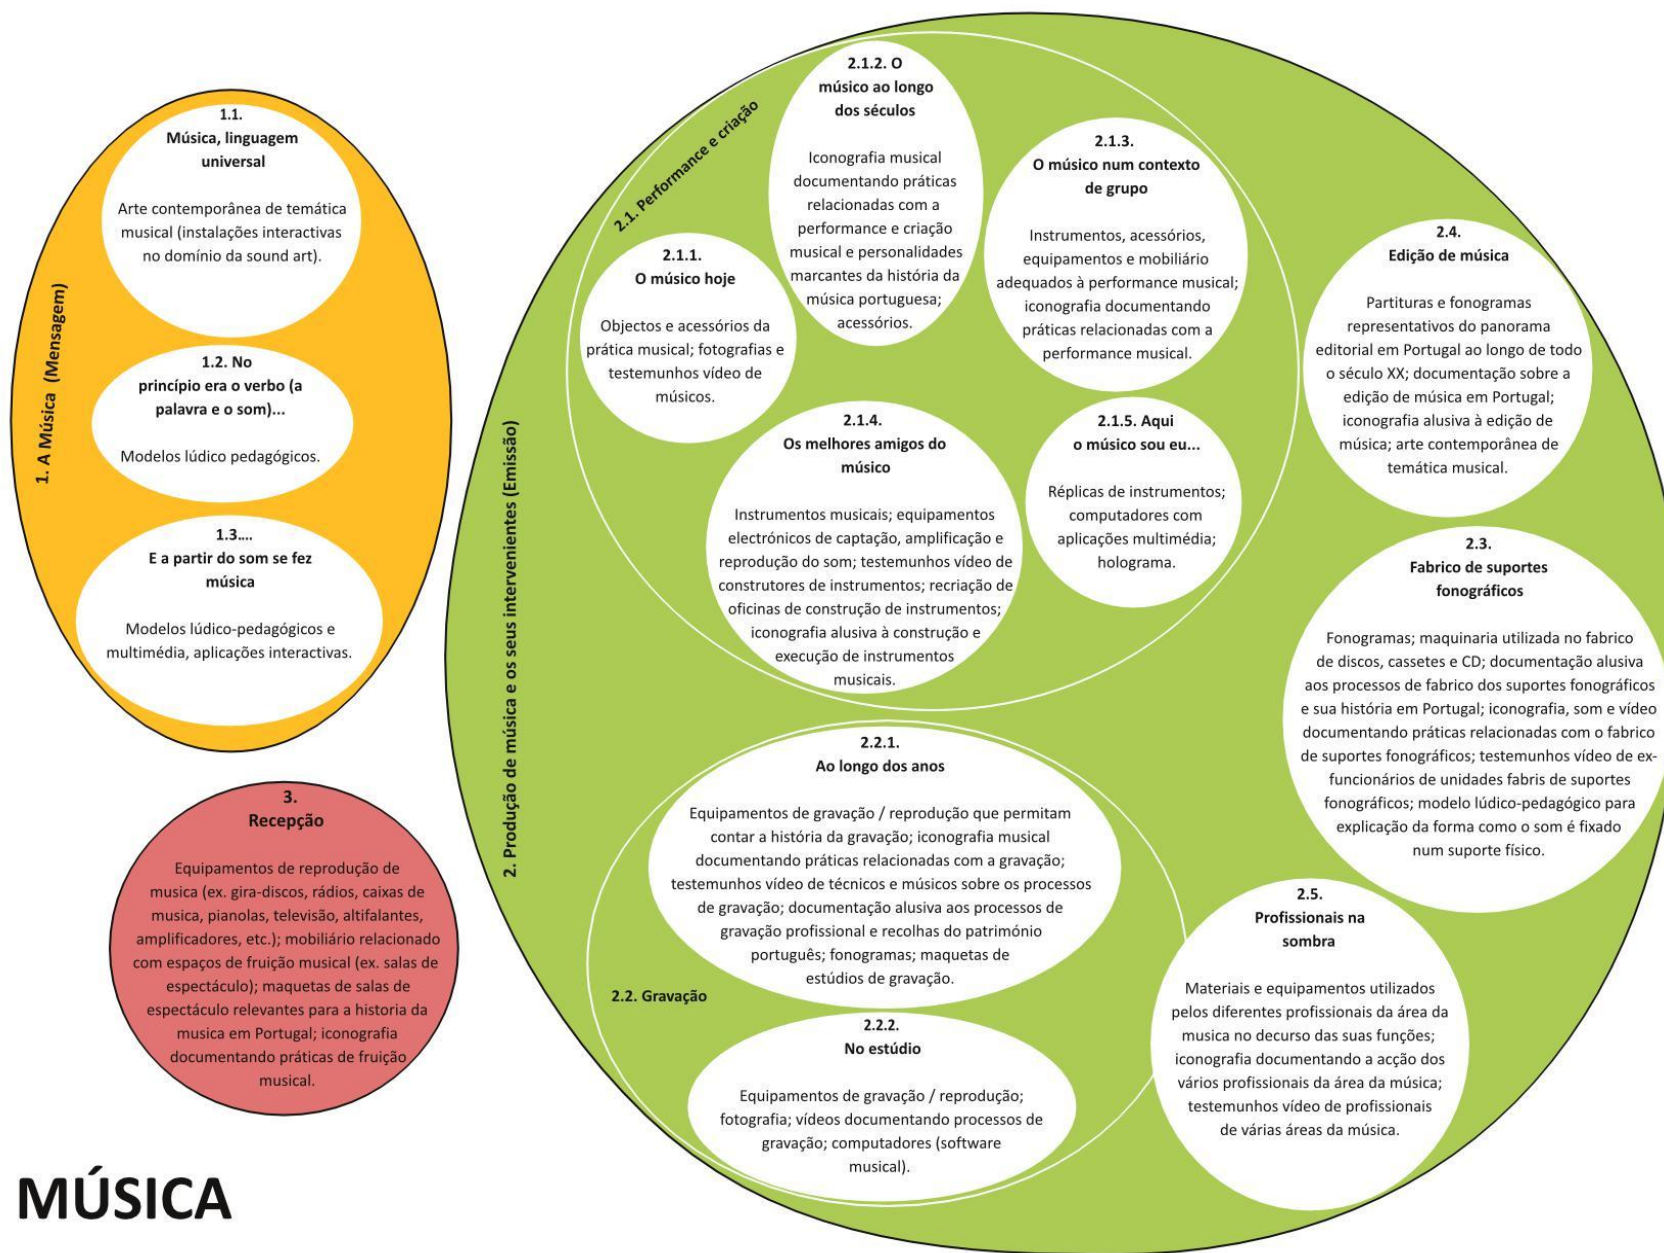 1. A Música (Mensagem)
1.1.
Música, linguagem
universal
Arte contemporânea de temática
musical (instalações interactivas
no domínio da sound art).
1.2. No
princípio era o verbo (a
palavra e o som)...
Modelos lúdico pedagógicos.
1.3....
E a partir do som se fez
música
Modelos lúdico-pedagógicos e
multimédia, aplicações interactivas.
2. Produção de música e os seus intervenientes (Emissão)
2.1. Performance e criação
2.1.1.
O músico hoje
Objectos e acessórios da
prática musical; fotografias e
testemunhos vídeo de
músicos.
2.1.2. O
músico ao longo
dos séculos
Iconografia musical
documentando práticas
relacionadas com a
performance e criação
musical e personalidades
marcantes da história da
música portuguesa;
acessórios.
2.1.3.
O músico num contexto
de grupo
Instrumentos, acessórios,
equipamentos e mobiliário
adequados à performance musical;
iconografia documentando
práticas relacionadas com a
performance musical.
2.1.4.
Os melhores amigos do
músico
Instrumentos musicais; equipamentos
electrónicos de captação, amplificação e
reprodução do som; testemunhos vídeo de
construtores de instrumentos; recriação de
oficinas de construção de instrumentos;
iconografia alusiva à construção e
execução de instrumentos
musicais.
2.1.5. Aqui
o músico sou eu...
Réplicas de instrumentos;
computadores com
aplicações multimédia;
holograma.
2.2. Gravação
2.2.1.
Ao longo dos anos
Equipamentos de gravação / reprodução que permitam
contar a história da gravação; iconografia musical
documentando práticas relacionadas com a gravação;
testemunhos vídeo de técnicos e músicos sobre os processos
de gravação; documentação alusiva aos processos de
gravação profissional e recolhas do património
português; fonogramas; maquetas de
estúdios de gravação.
2.2.2.
No estúdio
Equipamentos de gravação / reprodução;
fotografia; vídeos documentando processos de
gravação; computadores (software
musical).
2.4.
Edição de música
Partituras e fonogramas
representativos do panorama
editorial em Portugal ao longo de todo
o século XX; documentação sobre a
edição de música em Portugal;
iconografia alusiva à edição de
música; arte contemporânea de
temática musical.
2.3.
Fabrico de suportes
fonográficos
Fonogramas; maquinaria utilizada no fabrico
de discos, cassetes e CD; documentação alusiva
aos processos de fabrico dos suportes fonográficos
e sua história em Portugal; iconografia, som e vídeo
documentando práticas relacionadas com o fabrico
de suportes fonográficos; testemunhos vídeo de ex-
funcionários de unidades fabris de suportes
fonográficos; modelo lúdico-pedagógico para
explicação da forma como o som é fixado
num suporte físico.
2.5.
Profissionais na
sombra
Materiais e equipamentos utilizados
pelos diferentes profissionais da área da
musica no decurso das suas funções;
iconografia documentando a acção dos
vários profissionais da área da música;
testemunhos vídeo de profissionais
de várias áreas da música.
3.
Recepção
Equipamentos de reprodução de
musica (ex. gira-discos, rádios, caixas de
musica, pianolas, televisão, altifalantes,
amplificadores, etc.); mobiliário relacionado
com espaços de fruição musical (ex. salas de
espectáculo); maquetas de salas de
espectáculo relevantes para a historia da
musica em Portugal; iconografia
documentando práticas de fruição
musical.
MÚSICA